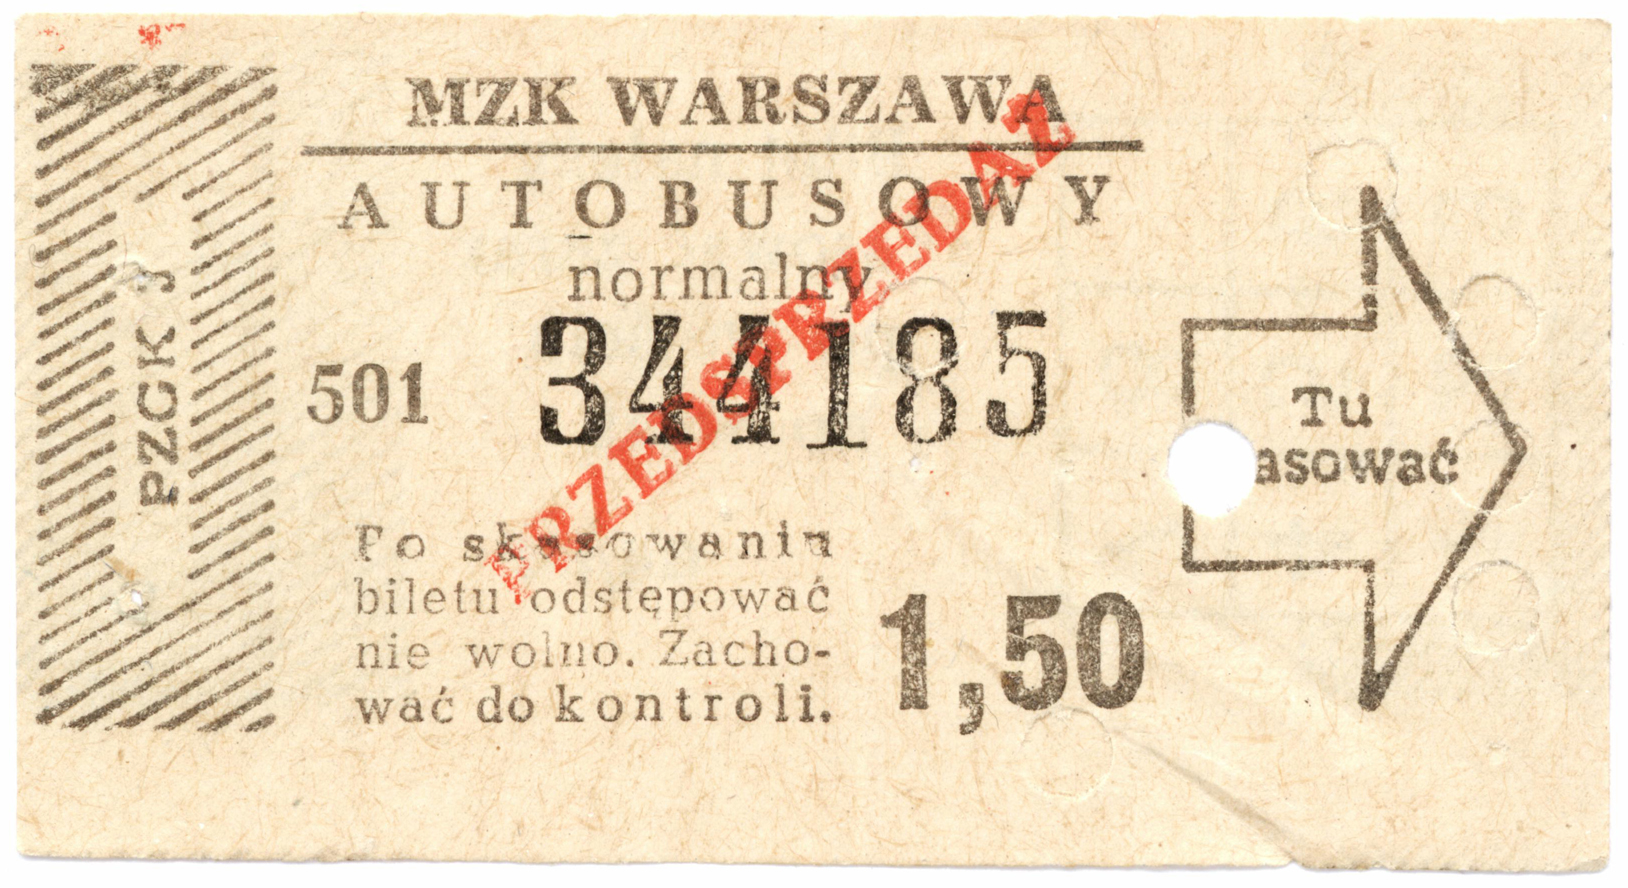 MZK WARSZAWA
AUTOBUSOWY
normalny
501 344185
PRZEDSPRZEDAŻ
Po skasowaniu
biletu odstępować
nie wolno. Zacho-
wać do kontroli.
1,50
Tu
asować
PZGK J